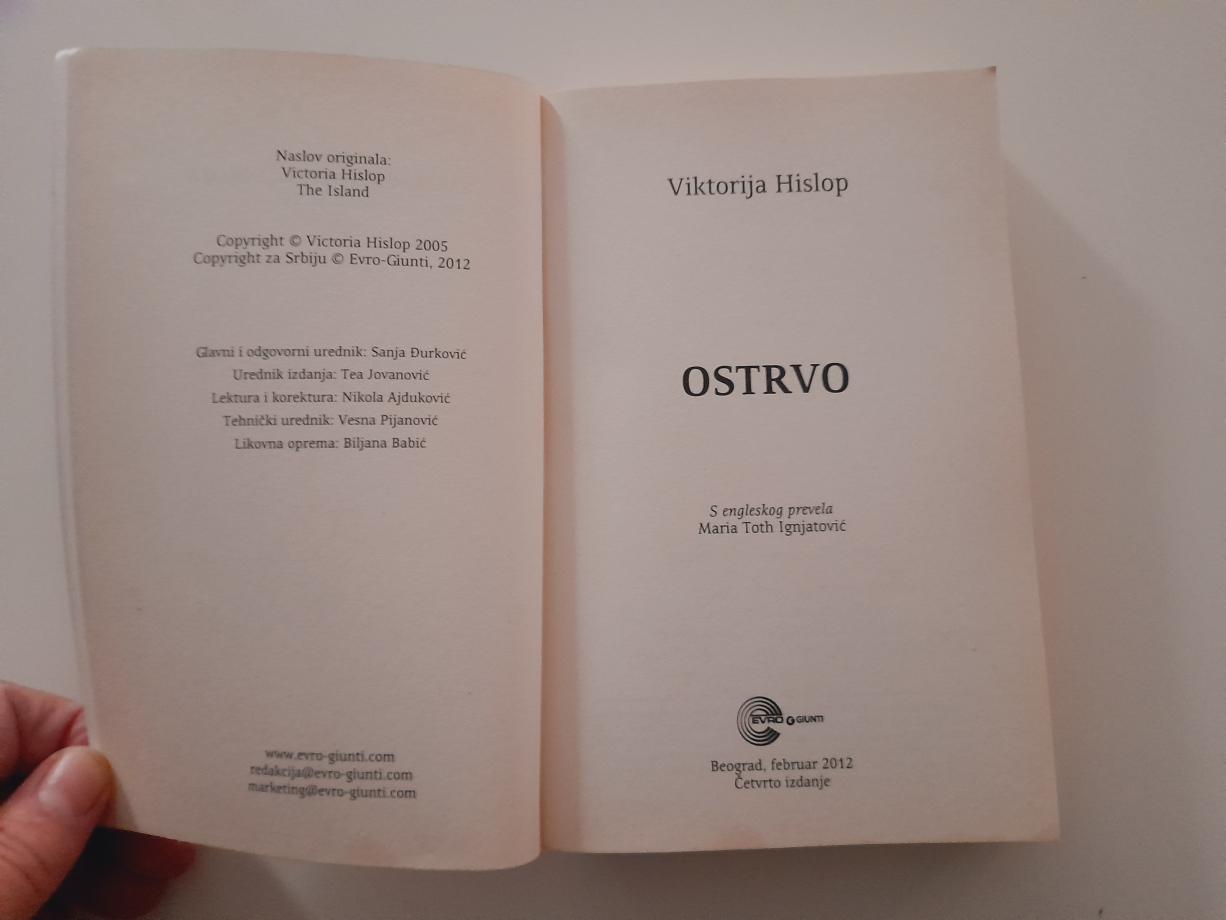 Naslov originala:
Victoria Hislop
The Island
Copyright © Victoria Hislop 2005
Copyright za Srbiju © Evro-Giunti, 2012
Glavni i odgovorni urednik: Sanja Đurković
Urednik izdanja: Tea Jovanović
Lektura i korektura: Nikola Ajduković
Tehnički urednik: Vesna Pijanović
Likovna oprema: Biljana Babić
www.evro-giunti.com
redakcija@evro-giunti.com
marketing@evro-giunti.com
Viktorija Hislop
OSTRVO
S engleskog prevela
Maria Toth Ignjatović
EVRO GIUNTI
Beograd, februar 2012
Četvrto izdanje